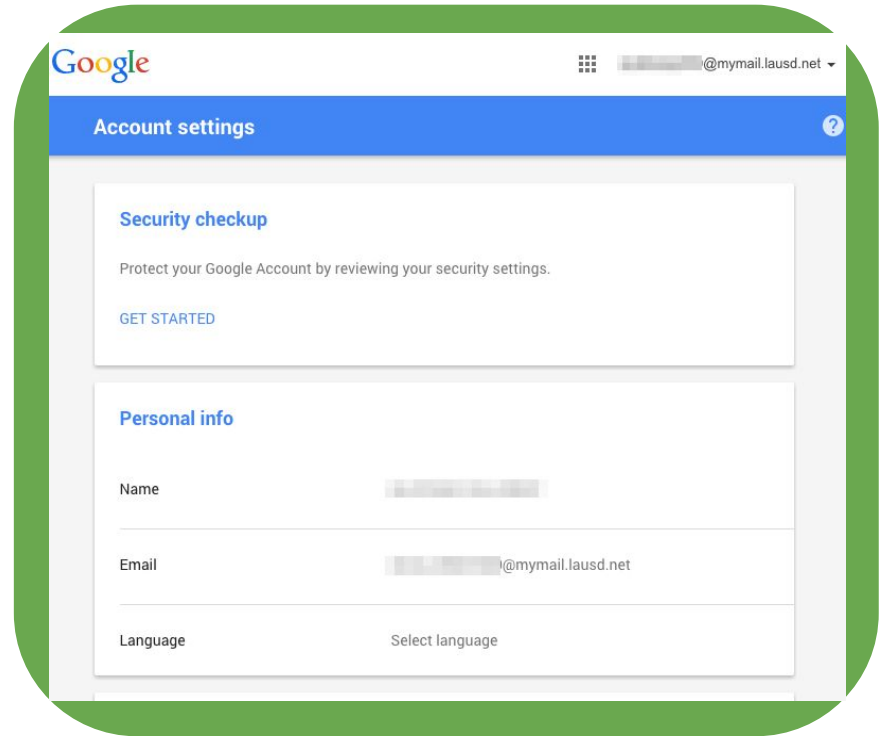 Google
@mymail.lausd.net
Account settings
?
Security checkup
Protect your Google Account by reviewing your security settings.
GET STARTED
Personal info
Name
Email @mymail.lausd.net
Language Select language